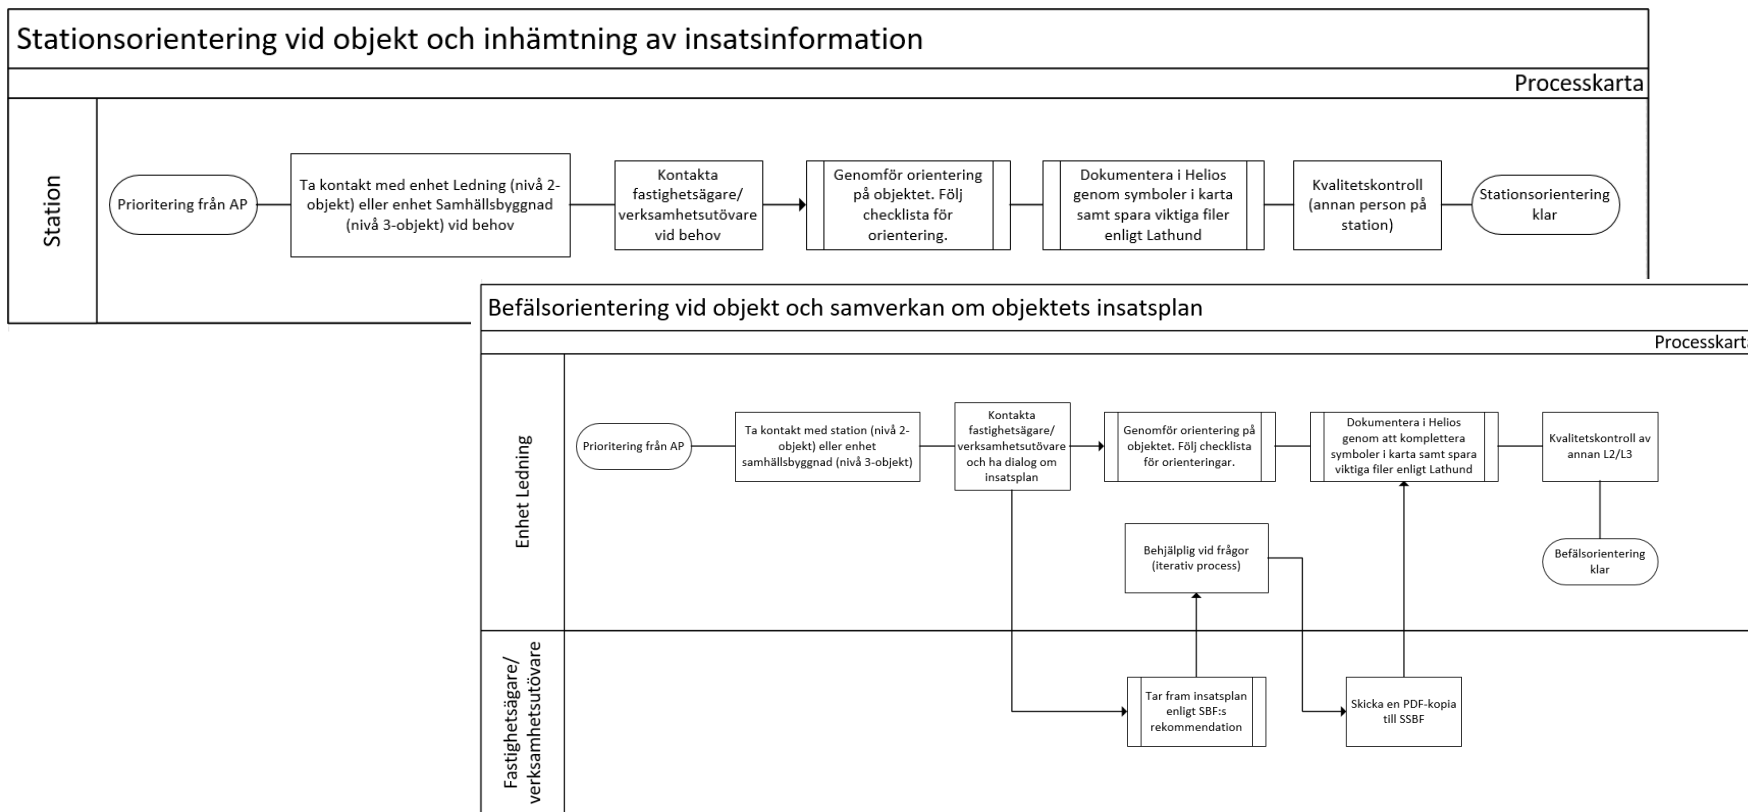 Stationsorientering vid objekt och inhämtning av insatsinformation
Processkarta
Station
Prioritering från AP
Ta kontakt med enhet Ledning (nivå 2-
objekt) eller enhet Samhällsbyggnad
(nivå 3-objekt) vid behov
Kontakta
fastighetsägare/
verksamhetsutövare
vid behov
Genomför orientering
på objektet. Följ
checklista för
orientering.
Dokumentera i Helios
genom symboler i karta
samt spara viktiga filer
enligt Lathund
Kvalitetskontroll
(annan person på
station)
Stationsorientering
klar
Befälsorientering vid objekt och samverkan om objektets insatsplan
Processkarta
Enhet Ledning
Prioritering från AP
Ta kontakt med station (nivå 2-
objekt) eller enhet
samhällsbyggnad (nivå 3-objekt)
Kontakta
fastighetsägare/
verksamhetsutövare
och ha dialog om
insatsplan
Genomför orientering på
objektet. Följ checklista
för orienteringar.
Dokumentera i Helios
genom att komplettera
symboler i karta samt spara
viktiga filer enligt Lathund
Kvalitetskontroll av
annan L2/L3
Behjälplig vid frågor
(iterativ process)
Befälsorientering
klar
Fastighetsägare/
verksamhetsutövare
Tar fram insatsplan
enligt SBF:s
rekommendation
Skicka en PDF-kopia
till SSBF